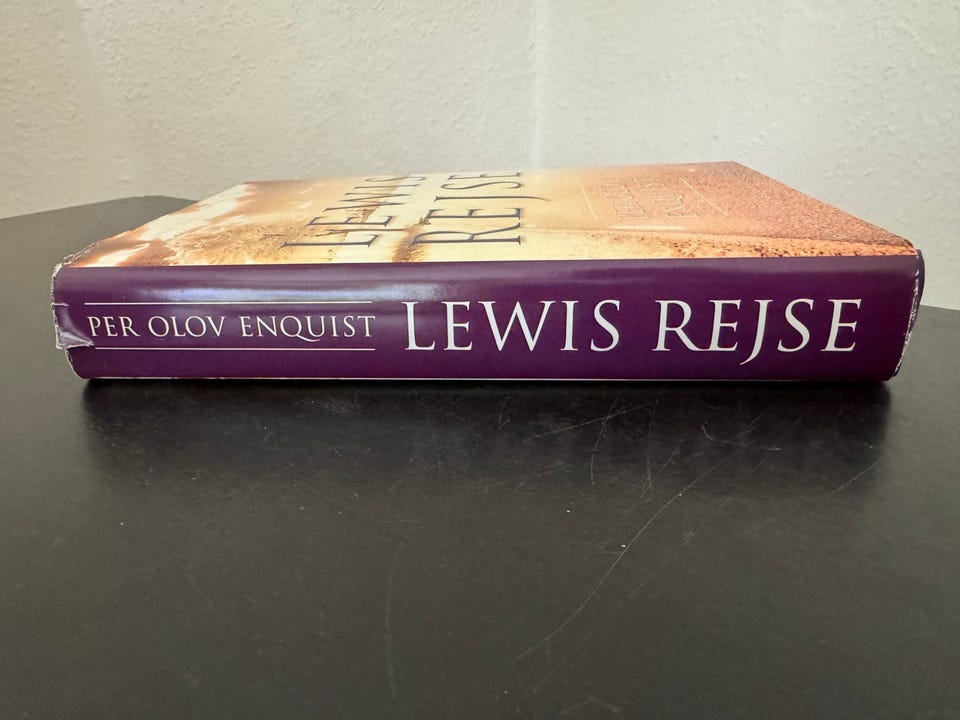 LEWIS
REJSE
PER OLOV ENQUIST
LEWIS REJSE